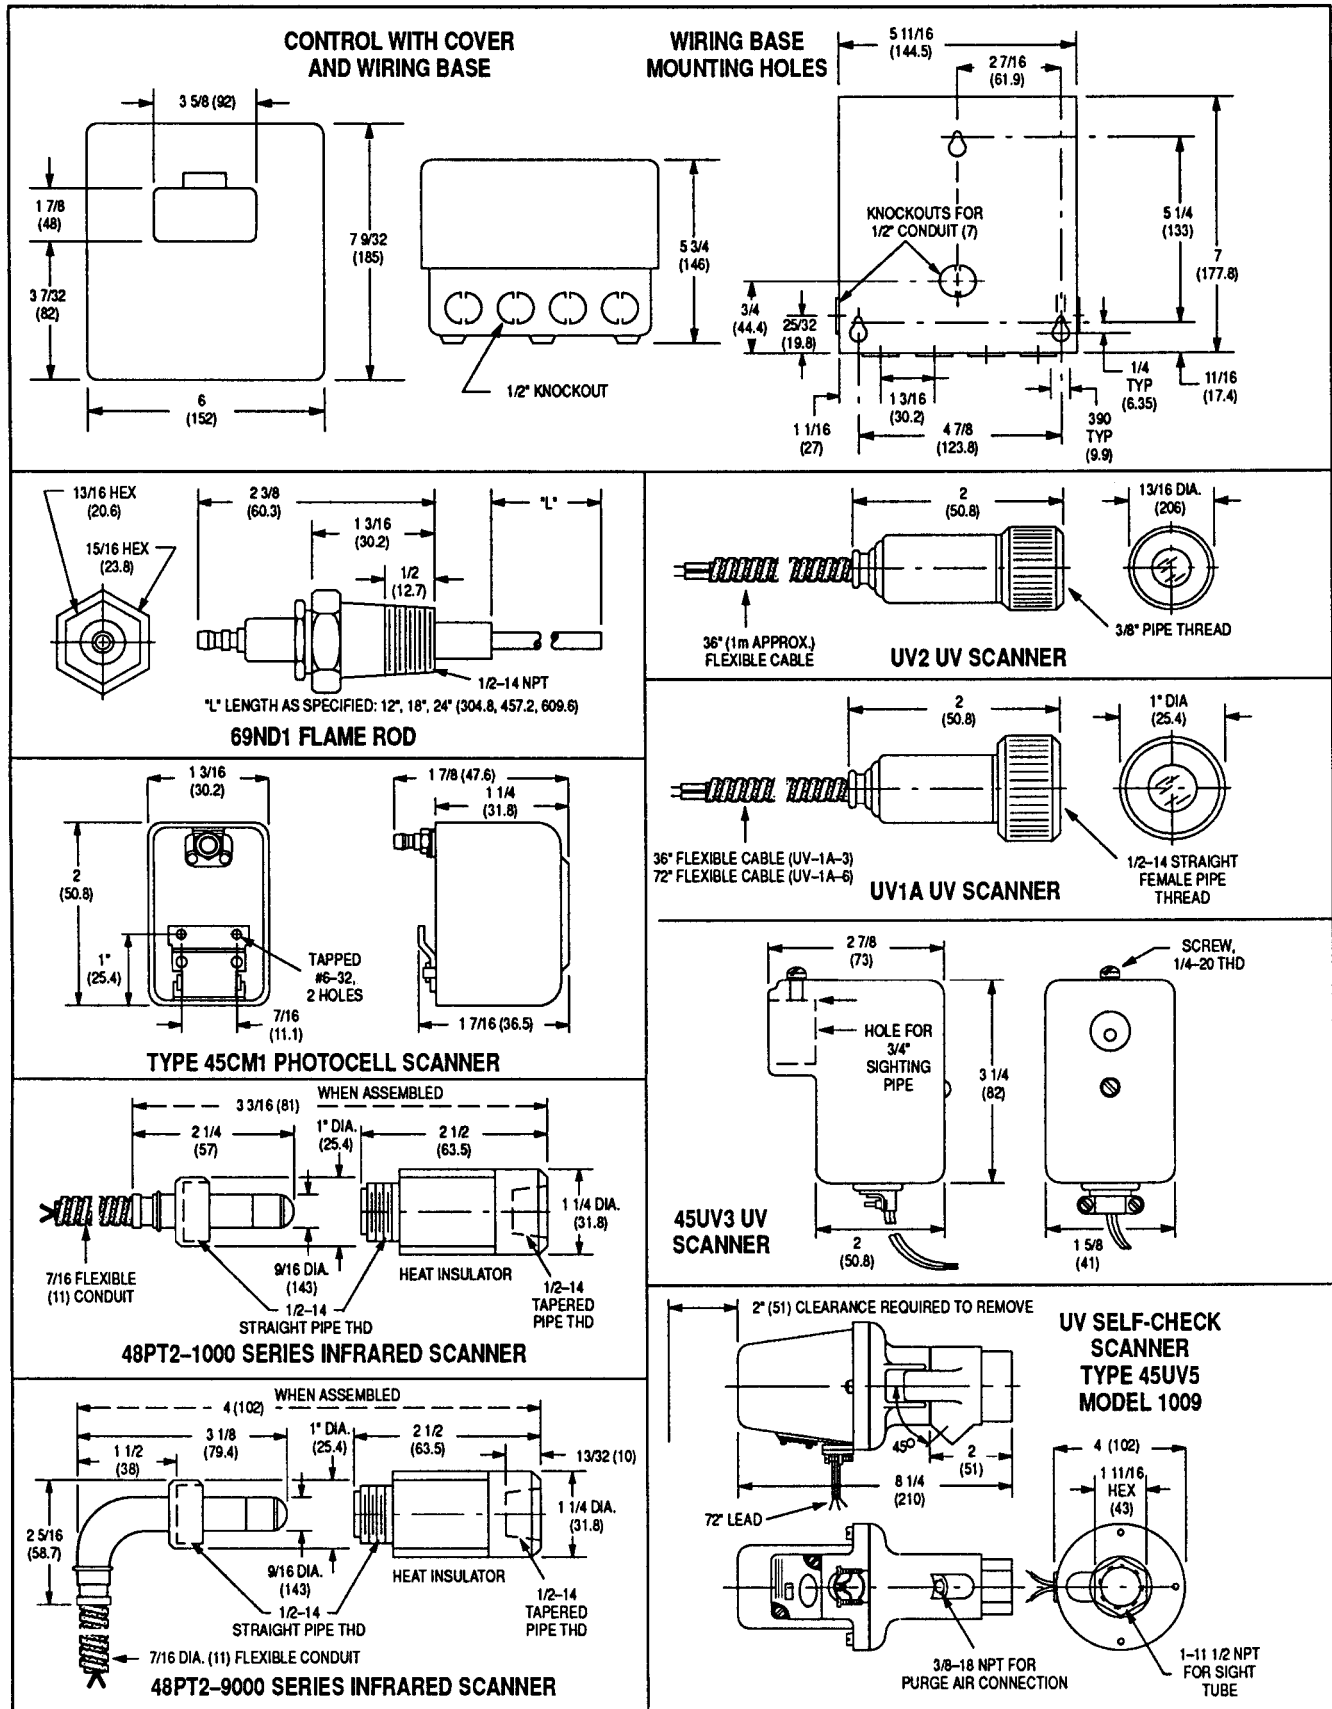 CONTROL WITH COVER
AND WIRING BASE
3 5/8 (92)
1 7/8
(48)
3 7/32
(82)
7 9/32
(185)
6
(152)
5 3/4
(146)
1/2" KNOCKOUT
WIRING BASE
MOUNTING HOLES
5 11/16
(144.5)
2 7/16
(61.9)
KNOCKOUTS FOR
1/2" CONDUIT (7)
5 1/4
(133)
7
(177.8)
3/4
(44.4)
25/32
(19.8)
1 1/16
(27)
1 3/16
(30.2)
4 7/8
(123.8)
1/4
TYP
(6.35)
390
TYP
(9.9)
11/16
(17.4)
13/16 HEX
(20.6)
15/16 HEX
(23.8)
2 3/8
(60.3)
1 3/16
(30.2)
1/2
(12.7)
"L"
1/2–14 NPT
"L" LENGTH AS SPECIFIED: 12", 18", 24" (304.8, 457.2, 609.6)
69ND1 FLAME ROD
2
(50.8)
13/16 DIA.
(206)
36" (1m APPROX.)
FLEXIBLE CABLE
3/8" PIPE THREAD
UV2 UV SCANNER
2
(50.8)
1" DIA
(25.4)
36" FLEXIBLE CABLE (UV–1A–3)
72" FLEXIBLE CABLE (UV–1A–6)
1/2–14 STRAIGHT
FEMALE PIPE
THREAD
UV1A UV SCANNER
1 3/16
(30.2)
1 7/8 (47.6)
1 1/4
(31.8)
2
(50.8)
1"
(25.4)
TAPPED
#6–32,
2 HOLES
7/16
(11.1)
1 7/16 (36.5)
TYPE 45CM1 PHOTOCELL SCANNER
2 7/8
(73)
SCREW,
1/4–20 THD
HOLE FOR
3/4"
SIGHTING
PIPE
3 1/4
(82)
2
(50.8)
1 5/8
(41)
45UV3 UV
SCANNER
WHEN ASSEMBLED
3 3/16 (81)
2 1/4
(57)
1" DIA.
(25.4)
2 1/2
(63.5)
1 1/4 DIA.
(31.8)
7/16 FLEXIBLE
(11) CONDUIT
9/16 DIA.
(143)
HEAT INSULATOR
1/2–14
STRAIGHT PIPE THD
1/2–14
TAPERED
PIPE THD
48PT2–1000 SERIES INFRARED SCANNER
WHEN ASSEMBLED
4 (102)
3 1/8
(79.4)
1 1/2
(38)
1" DIA.
(25.4)
2 1/2
(63.5)
13/32 (10)
2 5/16
(58.7)
1 1/4 DIA.
(31.8)
9/16 DIA.
(143)
HEAT INSULATOR
1/2–14
STRAIGHT PIPE THD
1/2–14
TAPERED
PIPE THD
7/16 DIA. (11) FLEXIBLE CONDUIT
48PT2–9000 SERIES INFRARED SCANNER
2" (51) CLEARANCE REQUIRED TO REMOVE
UV SELF-CHECK
SCANNER
TYPE 45UV5
MODEL 1009
45°
2
(51)
8 1/4
(210)
72" LEAD
4 (102)
1 11/16
HEX
(43)
3/8–18 NPT FOR
PURGE AIR CONNECTION
1–11 1/2 NPT
FOR SIGHT
TUBE